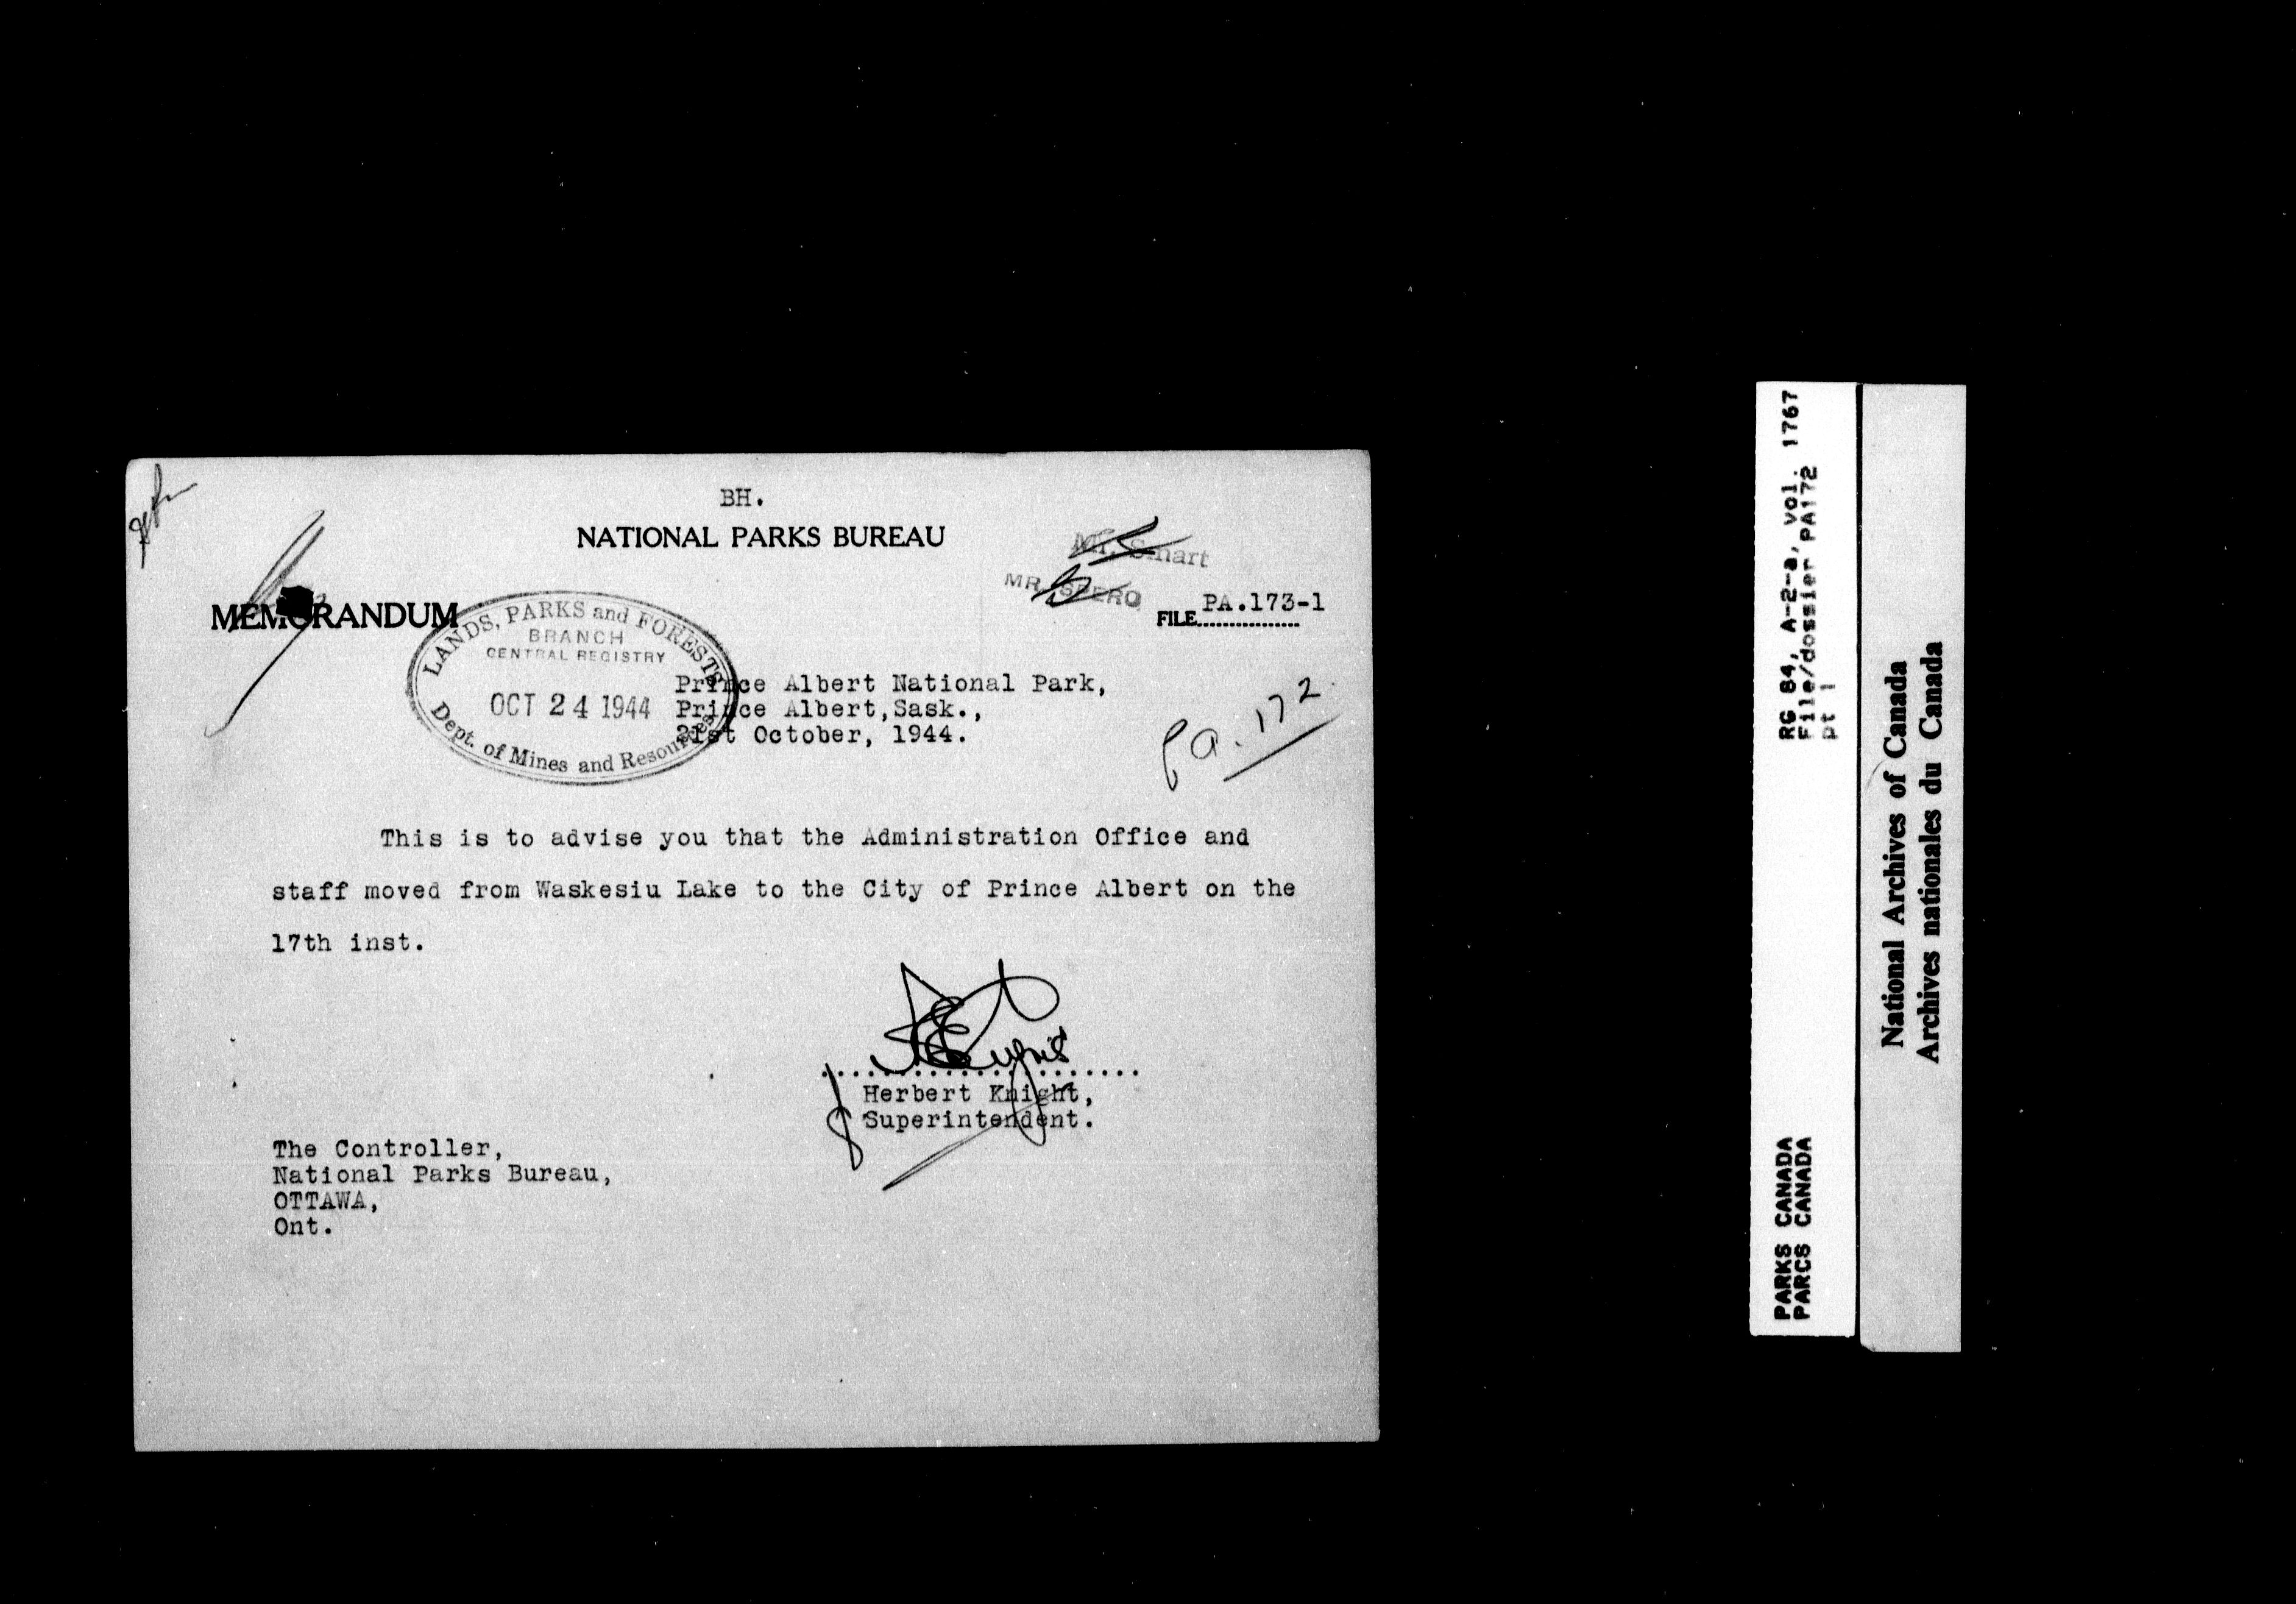 BH.
NATIONAL PARKS BUREAU
Mr. Smart
MR. SPERO
MEMORANDUM
FILE PA.173-1
LANDS, PARKS and FORESTS
BRANCH
CENTRAL REGISTRY
OCT 24 1944
Dept. of Mines and Resources
Prince Albert National Park,
Prince Albert, Sask.,
21st October, 1944.
Pa. 172
This is to advise you that the Administration Office and
staff moved from Waskesiu Lake to the City of Prince Albert on the
17th inst.
Herbert Knight,
Superintendent.
The Controller,
National Parks Bureau,
OTTAWA,
Ont.
RG 84, A-2-a, vol. 1767
File/dossier PA172
pt 1
PARKS CANADA
PARCS CANADA
National Archives of Canada
Archives nationales du Canada